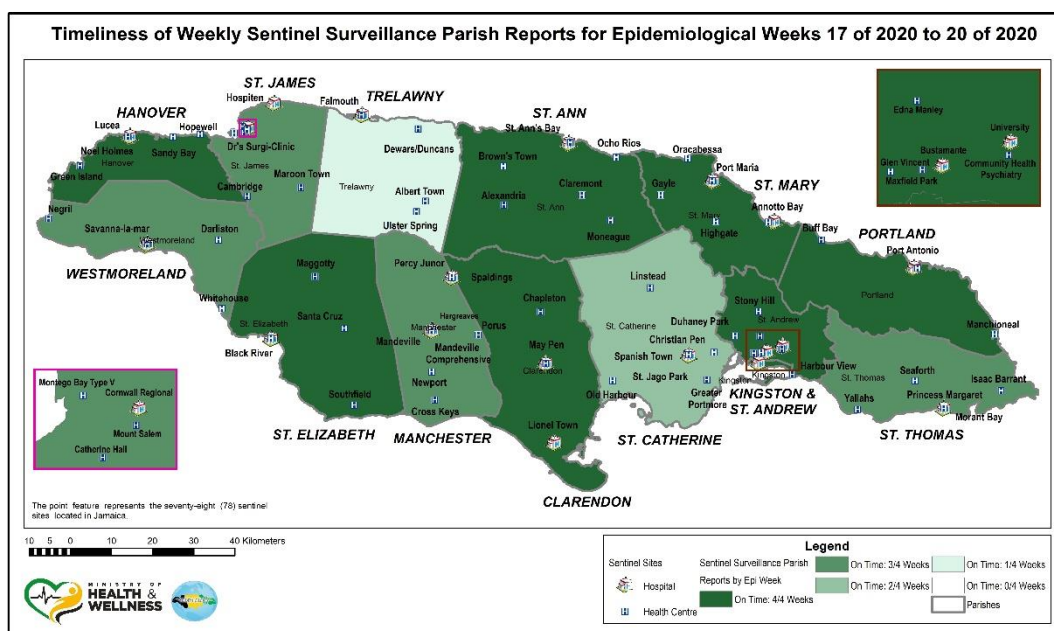 Timeliness of Weekly Sentinel Surveillance Parish Reports for Epidemiological Weeks 17 of 2020 to 20 of 2020
ST. JAMES
Hospiten
Falmouth
TRELAWNY
HANOVER
Lucea
Hopewell
Dr's Surgi-Clinic
Dewars/Duncans
ST. ANN
St. Ann's Bay
Ocho Rios
Oracabessa
Edna Manley
University
Bustamante
Glen Vincent
Community Health
Psychiatry
Maxfield Park
Noel Holmes
Hanover
Sandy Bay
Green Island
St. James
Cambridge
Maroon Town
Trelawny
Albert Town
Ulster Spring
Brown's Town
Alexandria
Claremont
St. Ann
Moneague
Gayle
Port Maria
ST. MARY
St. Mary
Highgate
Annotto Bay
Buff Bay
PORTLAND
Port Antonio
Portland
Manchioneal
Negril
Savanna-la-mar
Westmoreland
Darliston
WESTMORELAND
Whitehouse
Maggotty
Santa Cruz
St. Elizabeth
Black River
Southfield
ST. ELIZABETH
Percy Junor
Spaldings
Hargreaves
Manchester
Mandeville
Porus
Mandeville
Comprehensive
Newport
Cross Keys
MANCHESTER
Chapleton
May Pen
Clarendon
Lionel Town
CLARENDON
Linstead
St. Catherine
Duhaney Park
Christian Pen
Spanish Town
St. Jago Park
Old Harbour
Greater
Portmore
ST. CATHERINE
Stony Hill
St. Andrew
Kingston
Kingston
Harbour View
KINGSTON &
ST. ANDREW
St. Thomas
Seaforth
Isaac Barrant
Yallahs
Princess Margaret
Morant Bay
ST. THOMAS
Montego Bay Type V
Cornwall Regional
Mount Salem
Catherine Hall
The point feature represents the seventy-eight (78) sentinel
sites located in Jamaica.
10 5 0 10 20 30 40 Kilometers
MINISTRY OF
HEALTH &
WELLNESS
Legend
Sentinel Sites
Hospital
Health Centre
Sentinel Surveillance Parish
Reports by Epi Week
On Time: 4/4 Weeks
On Time: 3/4 Weeks
On Time: 2/4 Weeks
On Time: 1/4 Weeks
On Time: 0/4 Weeks
Parishes